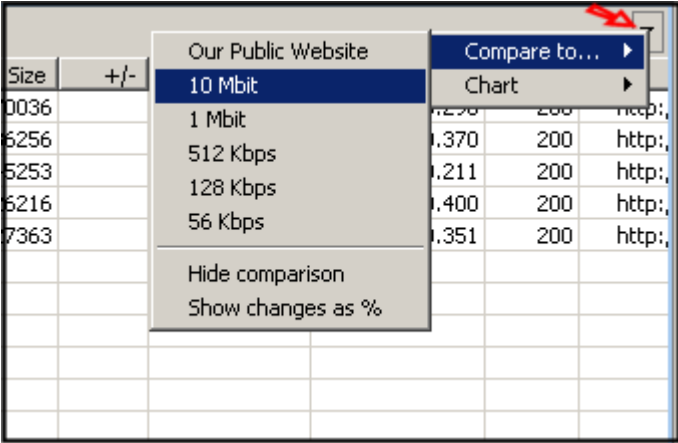 Our Public Website
Compare to...
Size +/-
10 Mbit
Chart
0036
1 Mbit
6256
.370 200 http:,
512 Kbps
5253
.211 200 http:,
128 Kbps
6216
.400 200 http:,
56 Kbps
7363
.351 200 http:,
Hide comparison
Show changes as %